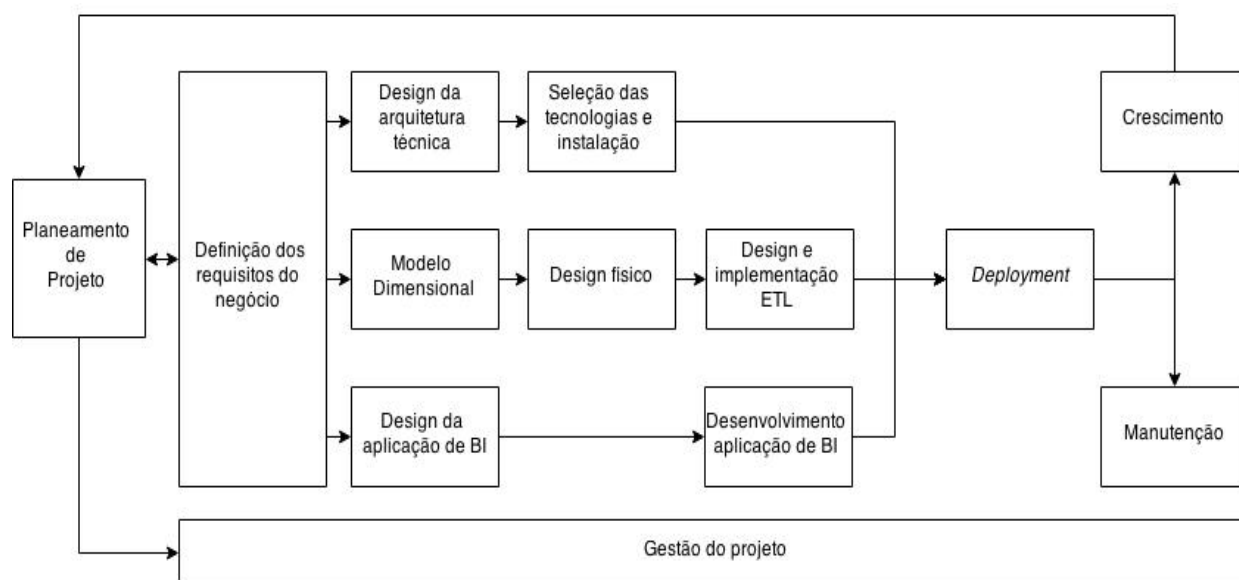 Planeamento
de
Projeto
Definição dos
requisitos do
negócio
Design da
arquitetura
técnica
Seleção das
tecnologias e
instalação
Modelo
Dimensional
Design físico
Design e
implementação
ETL
Design da
aplicação de BI
Desenvolvimento
aplicação de BI
Deployment
Crescimento
Manutenção
Gestão do projeto